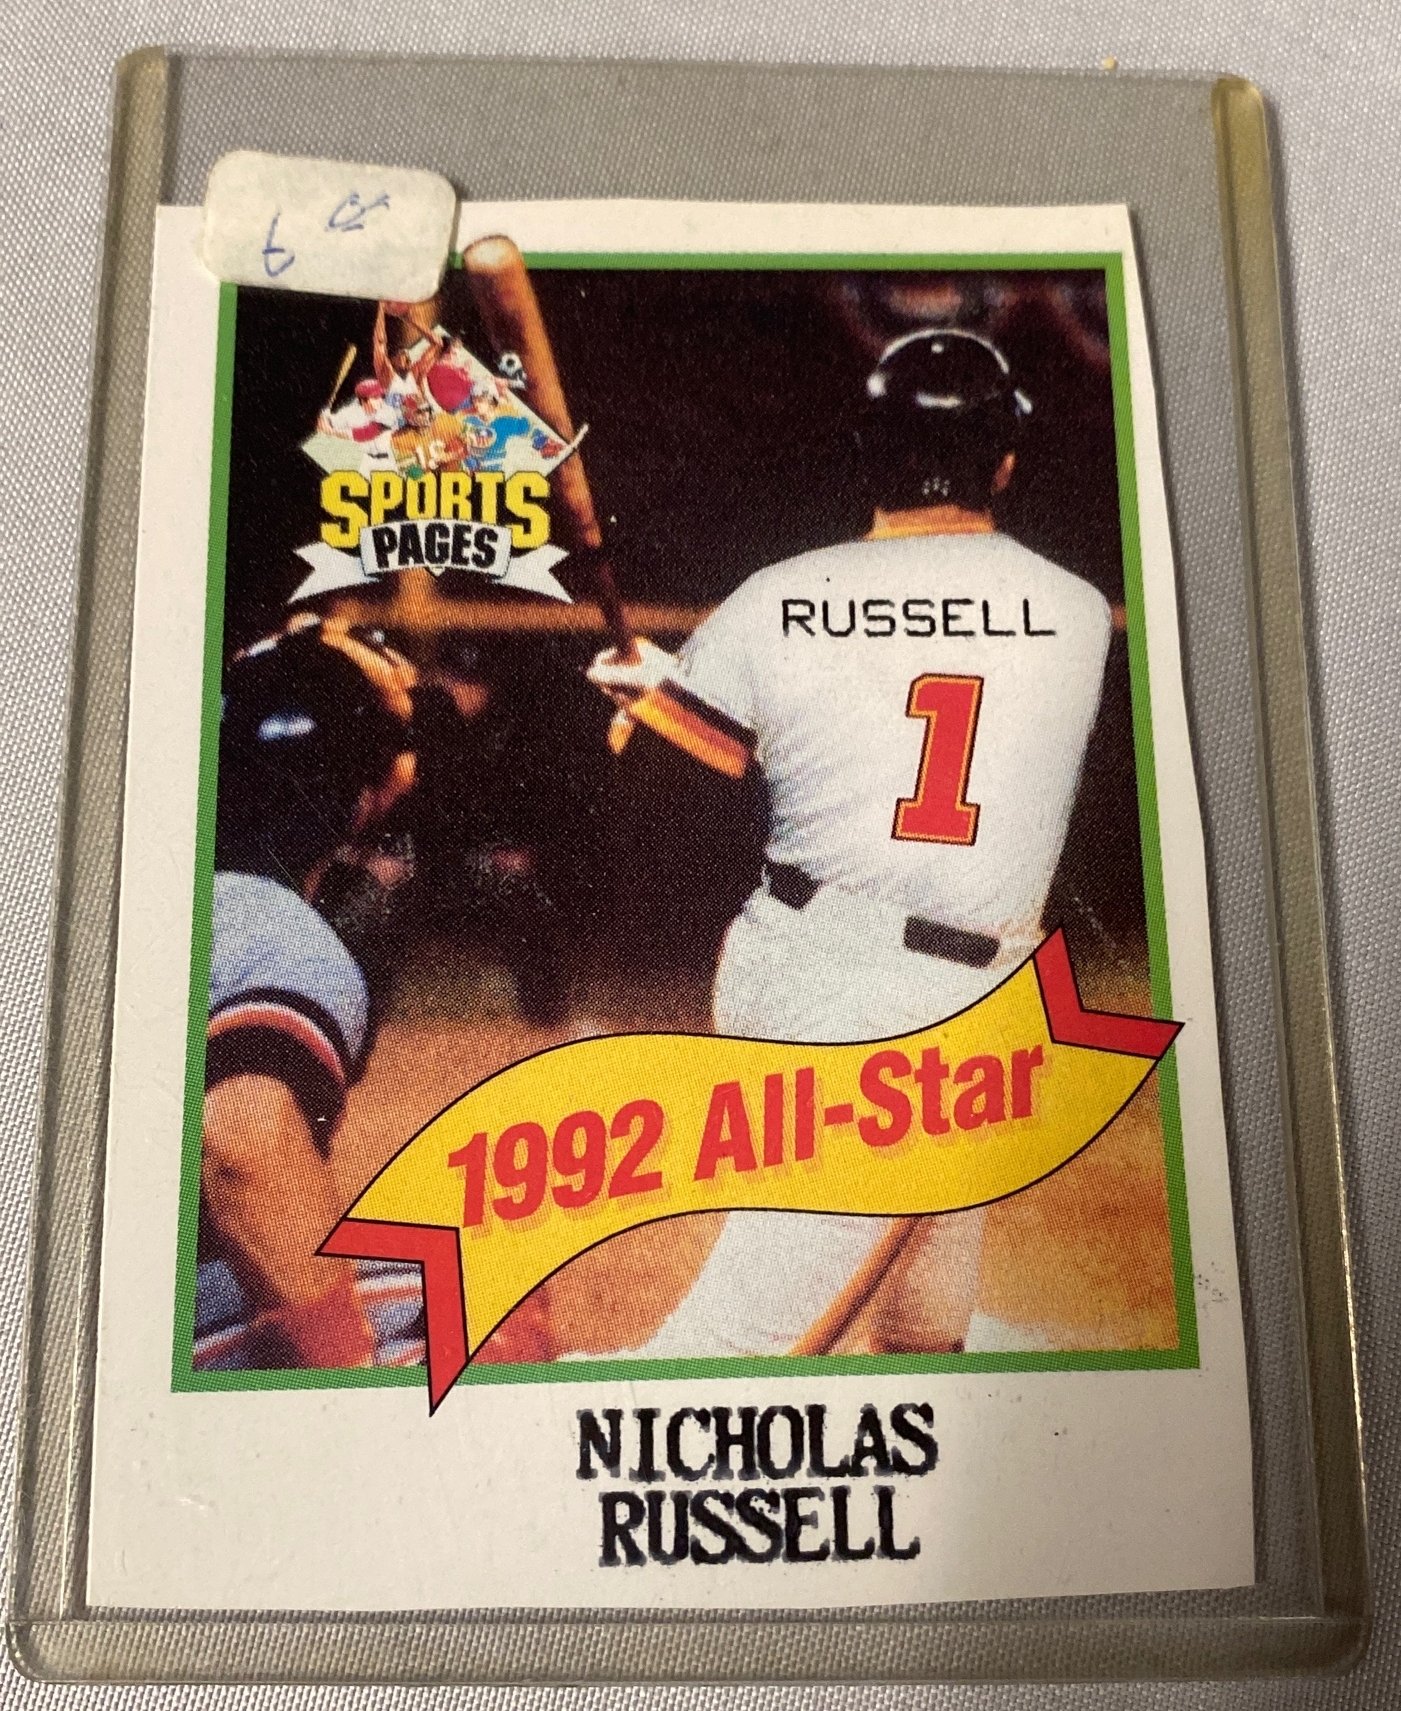 SPORTS
PAGES
RUSSELL
1
1992 All-Star
NICHOLAS
RUSSELL